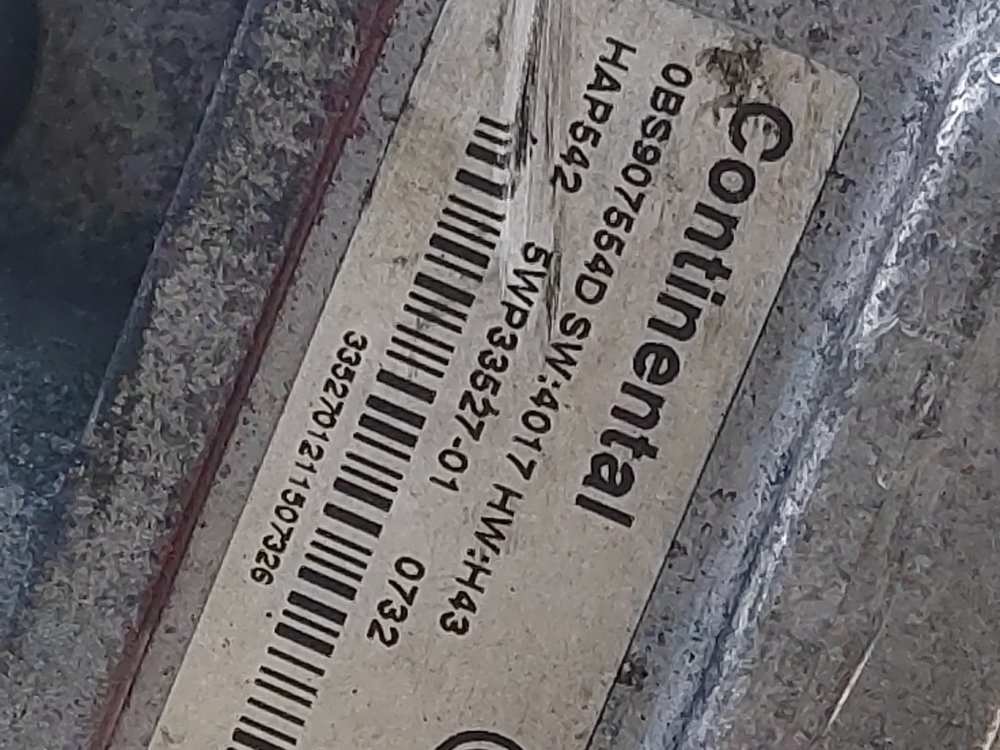 Continental
0BS907554D SW:4017 HW:H43
HAP542 5WP33527-01 0732
3352701211507326